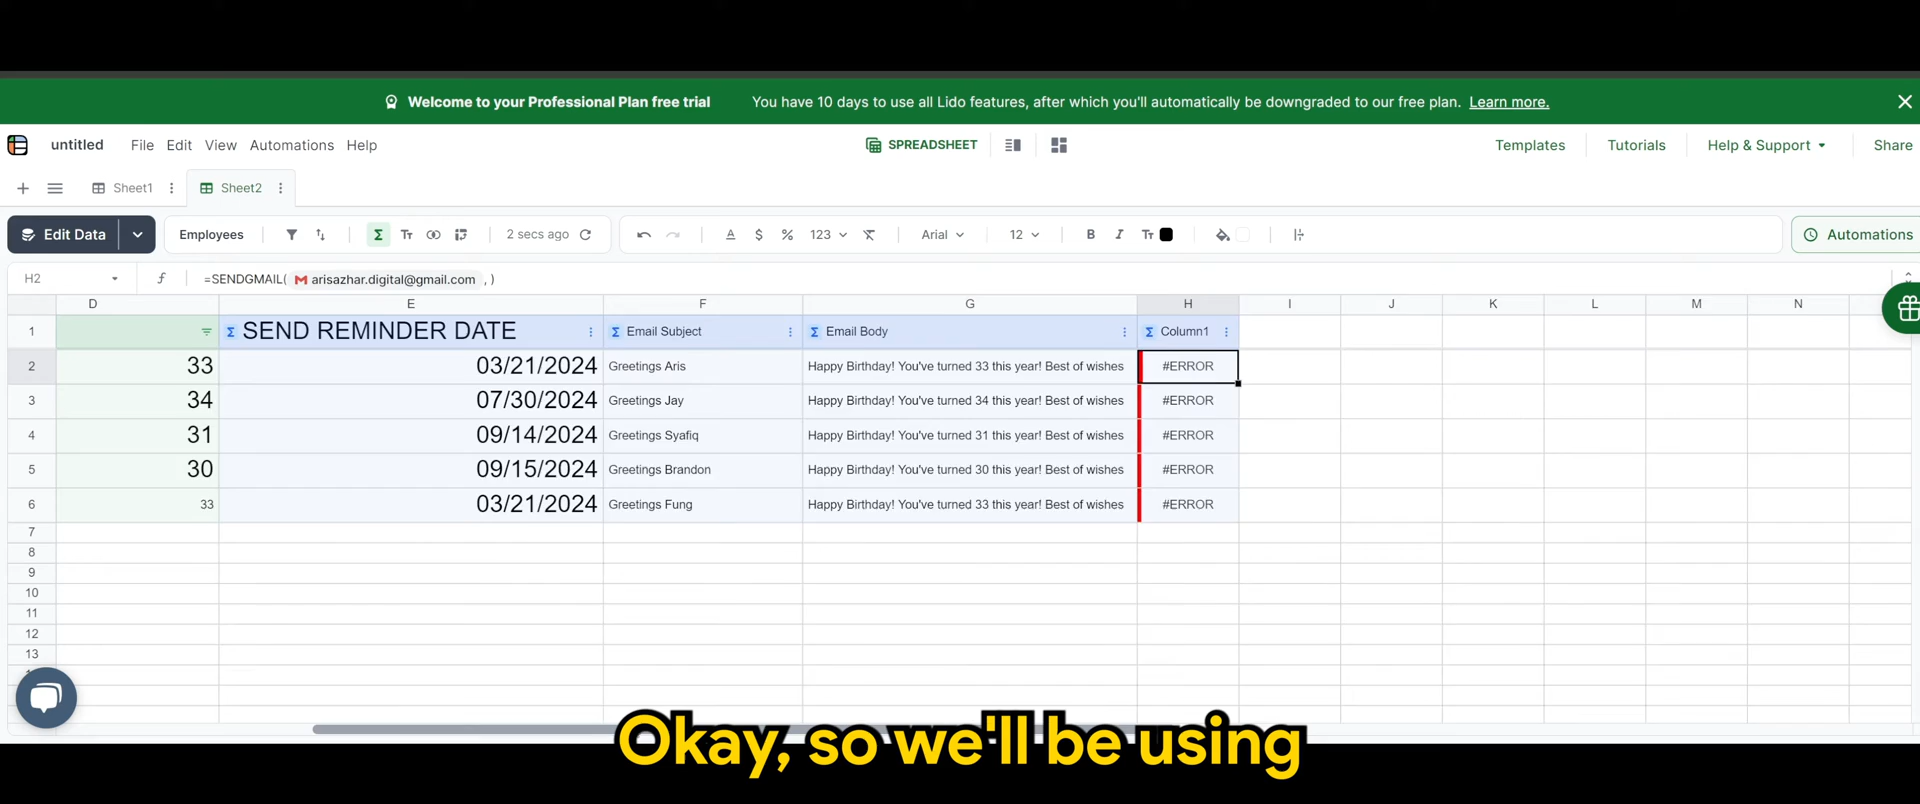 Welcome to your Professional Plan free trial You have 10 days to use all Lido features, after which you'll automatically be downgraded to our free plan. Learn more.
untitled File Edit View Automations Help SPREADSHEET Templates Tutorials Help & Support Share
Sheet1 Sheet2
Edit Data Employees 2 secs ago $ % 123 Arial 12 B I Tт Automations
H2 =SENDGMAIL( arisazhar.digital@gmail.com , )
D E F G H I J K L M N
1 SEND REMINDER DATE Email Subject Email Body Column1
2 33 03/21/2024 Greetings Aris Happy Birthday! You've turned 33 this year! Best of wishes #ERROR
3 34 07/30/2024 Greetings Jay Happy Birthday! You've turned 34 this year! Best of wishes #ERROR
4 31 09/14/2024 Greetings Syafiq Happy Birthday! You've turned 31 this year! Best of wishes #ERROR
5 30 09/15/2024 Greetings Brandon Happy Birthday! You've turned 30 this year! Best of wishes #ERROR
6 33 03/21/2024 Greetings Fung Happy Birthday! You've turned 33 this year! Best of wishes #ERROR
7
8
9
10
11
12
13
Okay, so we'll be using